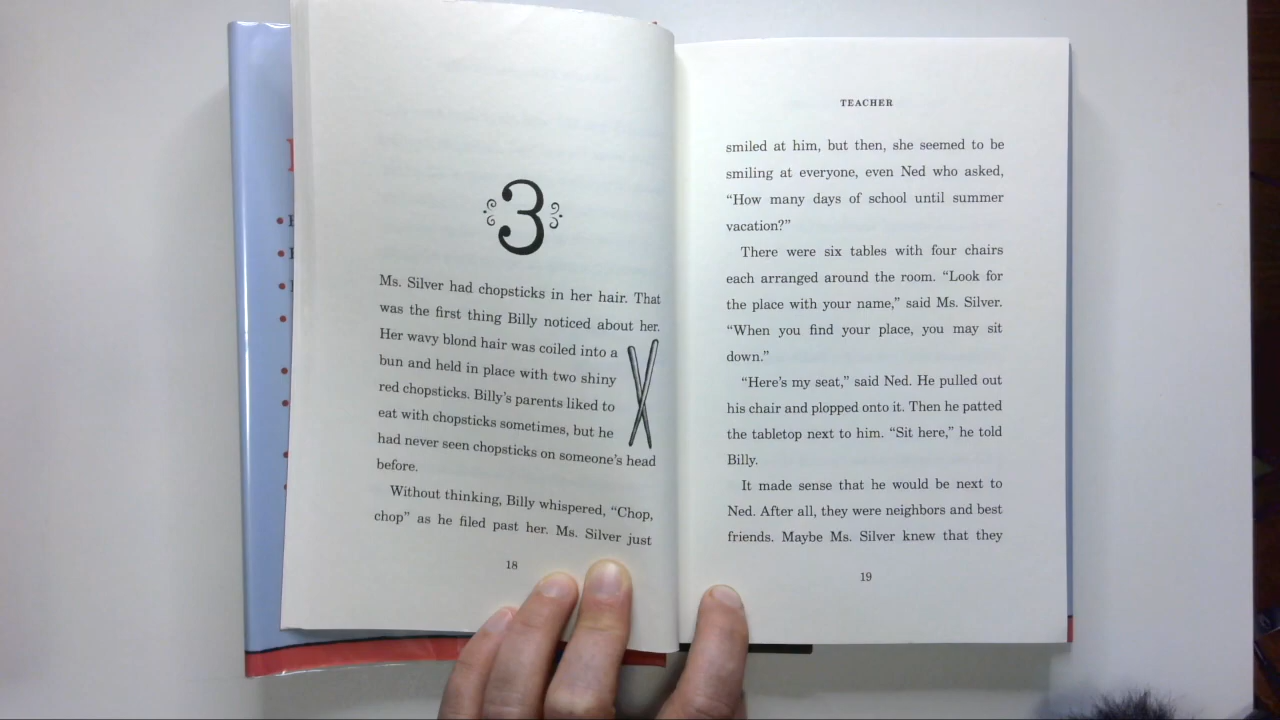 3
Ms. Silver had chopsticks in her hair. That
was the first thing Billy noticed about her.
Her wavy blond hair was coiled into a
bun and held in place with two shiny
red chopsticks. Billy’s parents liked to
eat with chopsticks sometimes, but he
had never seen chopsticks on someone’s head
before.
Without thinking, Billy whispered, “Chop,
chop” as he filed past her. Ms. Silver just
18
TEACHER
smiled at him, but then, she seemed to be
smiling at everyone, even Ned who asked,
“How many days of school until summer
vacation?”
There were six tables with four chairs
each arranged around the room. “Look for
the place with your name,” said Ms. Silver.
“When you find your place, you may sit
down.”
“Here’s my seat,” said Ned. He pulled out
his chair and plopped onto it. Then he patted
the tabletop next to him. “Sit here,” he told
Billy.
It made sense that he would be next to
Ned. After all, they were neighbors and best
friends. Maybe Ms. Silver knew that they
19